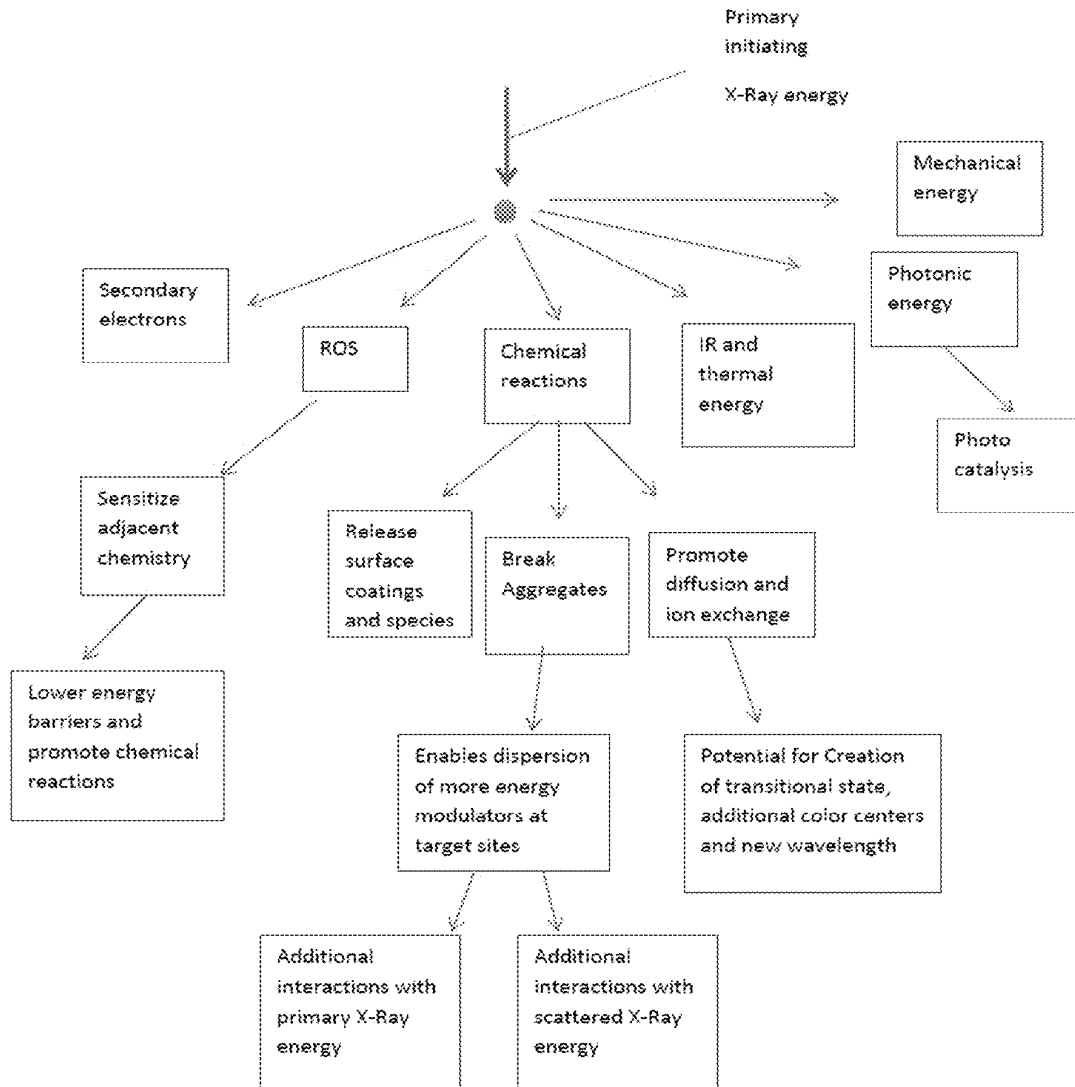 Primary
initiating
X-Ray energy
Mechanical
energy
Secondary
electrons
ROS
Chemical
reactions
IR and
thermal
energy
Photonic
energy
Photo
catalysis
Sensitize
adjacent
chemistry
Release
surface
coatings
and species
Break
Aggregates
Promote
diffusion and
ion exchange
Lower energy
barriers and
promote chemical
reactions
Enables dispersion
of more energy
modulators at
target sites
Potential for Creation
of transitional state,
additional color centers
and new wavelength
Additional
interactions with
primary X-Ray
energy
Additional
interactions with
scattered X-Ray
energy